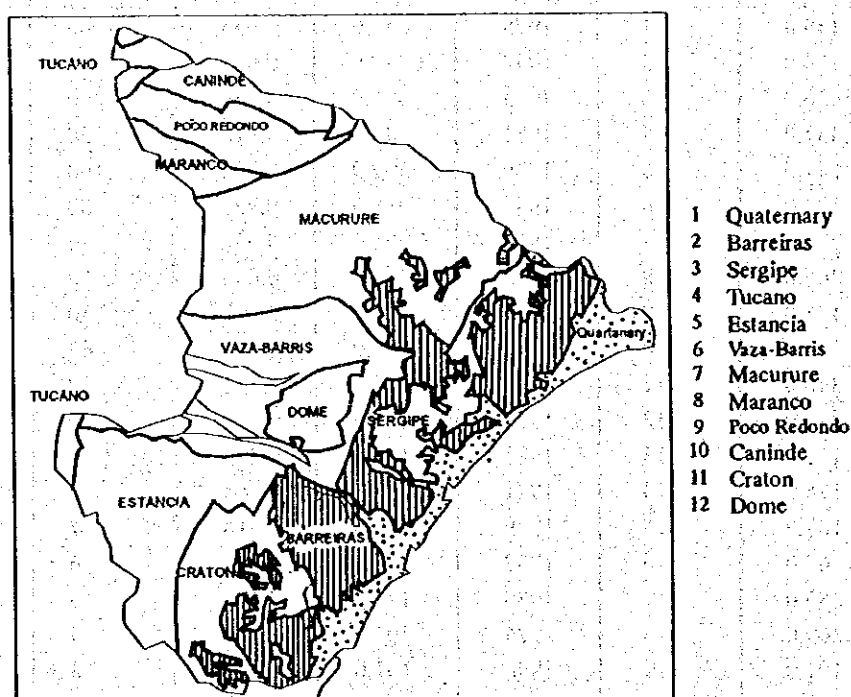 TUCANO
CANINDÉ
POCO REDONDO
MARANCO
MACURURE
Quartanary
VAZA-BARRIS
TUCANO
DOME
SERGIPE
ESTANCIA
BARREIRAS
CRATON
1 Quaternary
2 Barreiras
3 Sergipe
4 Tucano
5 Estancia
6 Vaza-Barris
7 Macurure
8 Maranco
9 Poco Redondo
10 Caninde
11 Craton
12 Dome